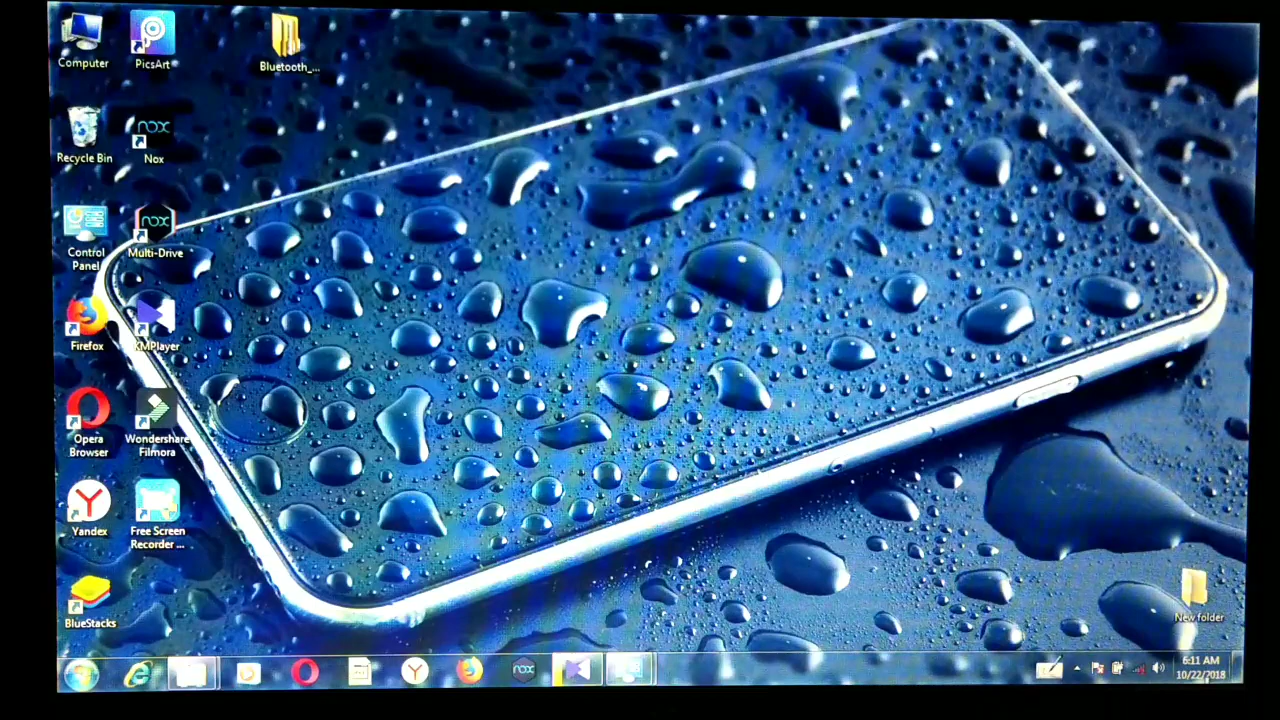 Computer
PicsArt
Bluetooth_...
Recycle Bin
nox
Nox
Control
Panel
nox
Multi-Drive
Firefox
KMPlayer
Opera
Browser
Wondershare
Filmora
Yandex
Free Screen
Recorder ...
BlueStacks
New folder
nox
6:11 AM
10/22/2018